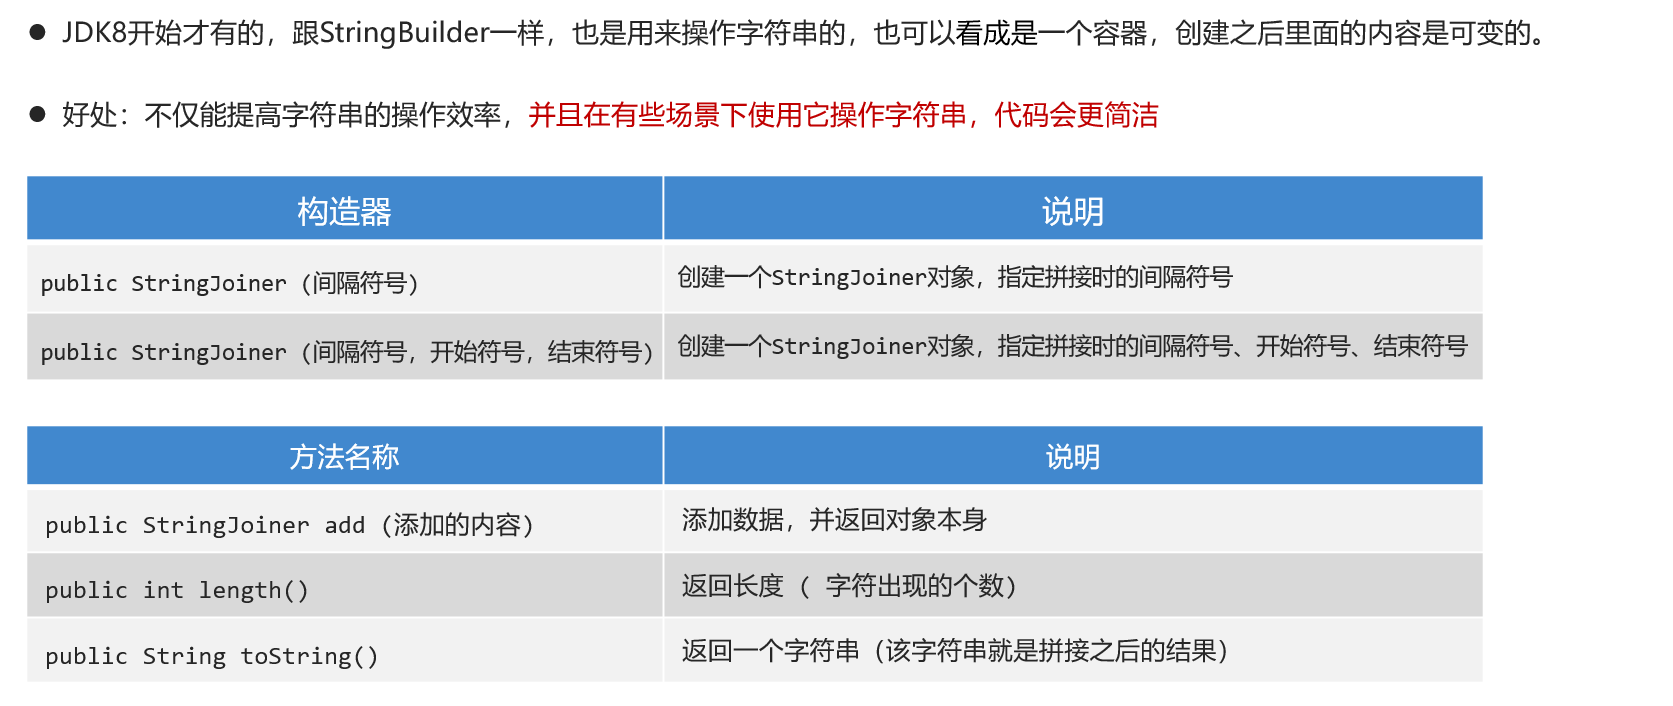 ● JDK8开始才有的，跟StringBuilder一样，也是用来操作字符串的，也可以看成是一个容器，创建之后里面的内容是可变的。
● 好处：不仅能提高字符串的操作效率，并且在有些场景下使用它操作字符串，代码会更简洁
构造器 说明
public StringJoiner (间隔符号) 创建一个StringJoiner对象，指定拼接时的间隔符号
public StringJoiner (间隔符号，开始符号，结束符号) 创建一个StringJoiner对象，指定拼接时的间隔符号、开始符号、结束符号
方法名称 说明
public StringJoiner add (添加的内容) 添加数据，并返回对象本身
public int length() 返回长度 ( 字符出现的个数)
public String toString() 返回一个字符串（该字符串就是拼接之后的结果）